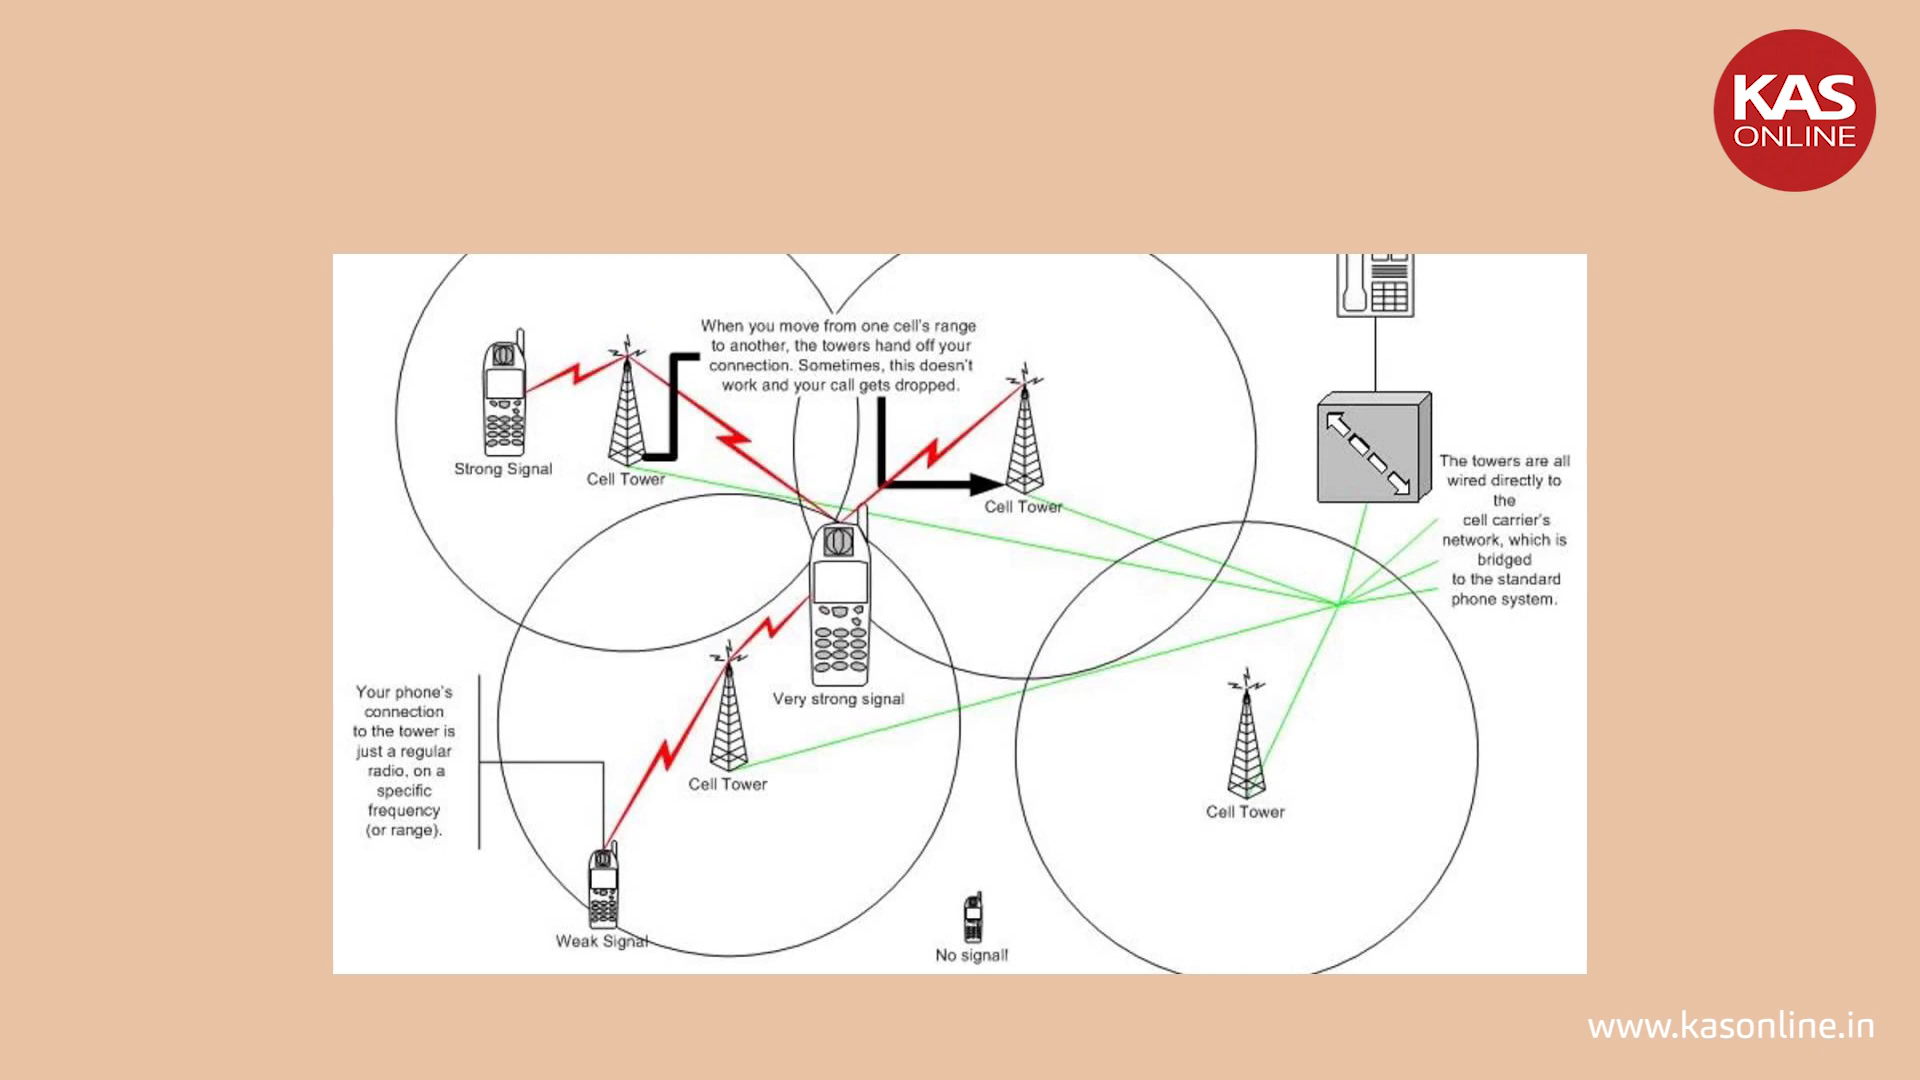 KAS
ONLINE
When you move from one cell's range
to another, the towers hand off your
connection. Sometimes, this doesn't
work and your call gets dropped.
Strong Signal
Cell Tower
Cell Tower
The towers are all
wired directly to
the
cell carrier's
network, which is
bridged
to the standard
phone system.
Your phone's
connection
to the tower is
just a regular
radio, on a
specific
frequency
(or range).
Very strong signal
Cell Tower
Cell Tower
Weak Signal
No signal!
www.kasonline.in